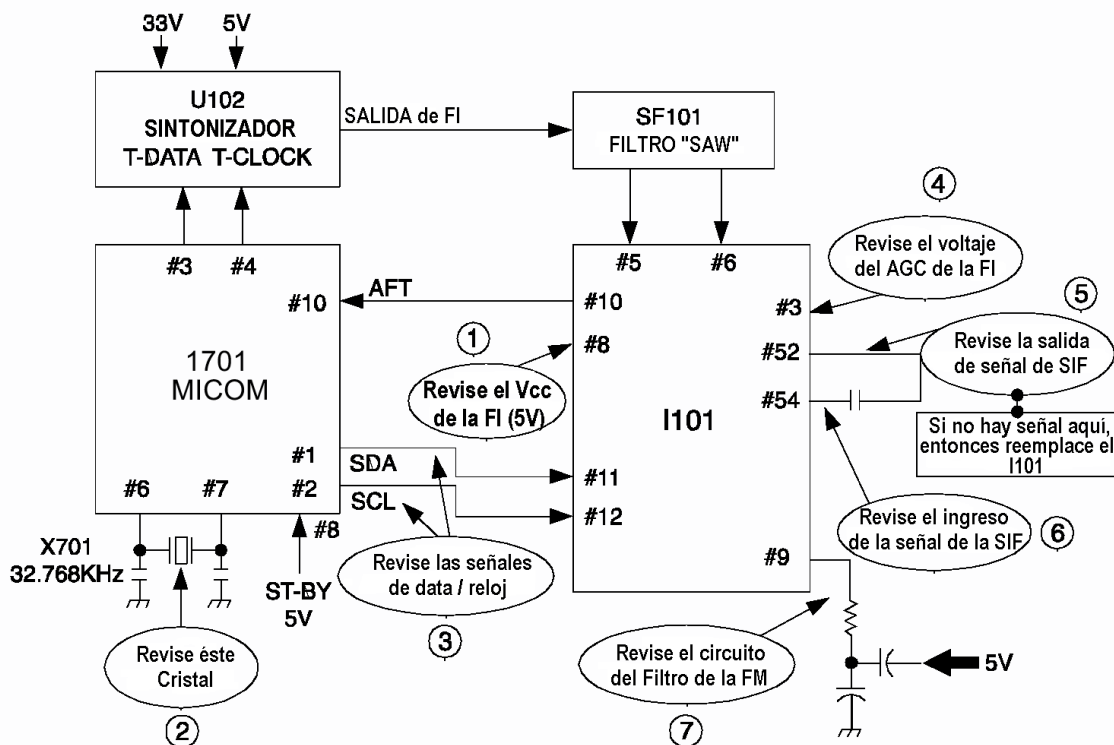 33V
5V
U102
SINTONIZADOR
T-DATA T-CLOCK
SALIDA de FI
SF101
FILTRO "SAW"
#3
#4
#10
1701
MICOM
#1
#2
#6
#7
#8
AFT
SDA
SCL
X701
32.768KHz
ST-BY
5V
Revise éste
Cristal
2
1
Revise el Vcc
de la FI (5V)
Revise las señales
de data / reloj
3
#5
#6
#10
#8
I101
#11
#12
#3
#52
#54
#9
4
Revise el voltaje
del AGC de la FI
5
Revise la salida
de señal de SIF
Si no hay señal aquí,
entonces reemplace el
I101
Revise el ingreso
de la señal de la SIF
6
Revise el circuito
del Filtro de la FM
7
5V